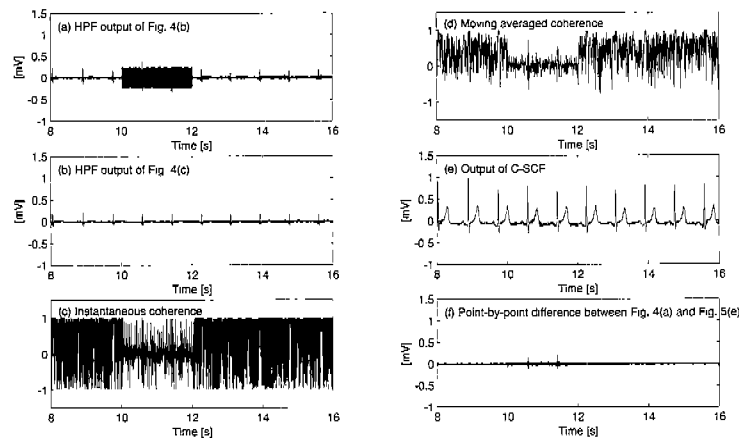 (a) HPF output of Fig. 4(b)
1.5
1
0.5
0
-0.5
-1
[mV]
8 10 12 14 16
Time [s]
(b) HPF output of Fig. 4(c)
1.5
1
0.5
0
-0.5
-1
[mV]
8 10 12 14 16
Time [s]
(c) Instantaneous coherence
1
0
-1
8 10 12 14 16
Time [s]
(d) Moving averaged coherence
1
0
-1
8 10 12 14 16
Time [s]
(e) Output of C-SCF
1.5
1
0.5
0
-0.5
-1
[mV]
8 10 12 14 16
Time [s]
(f) Point-by-point difference between Fig. 4(a) and Fig. 5(e)
1.5
1
0.5
0
-0.5
-1
[mV]
8 10 12 14 16
Time [s]